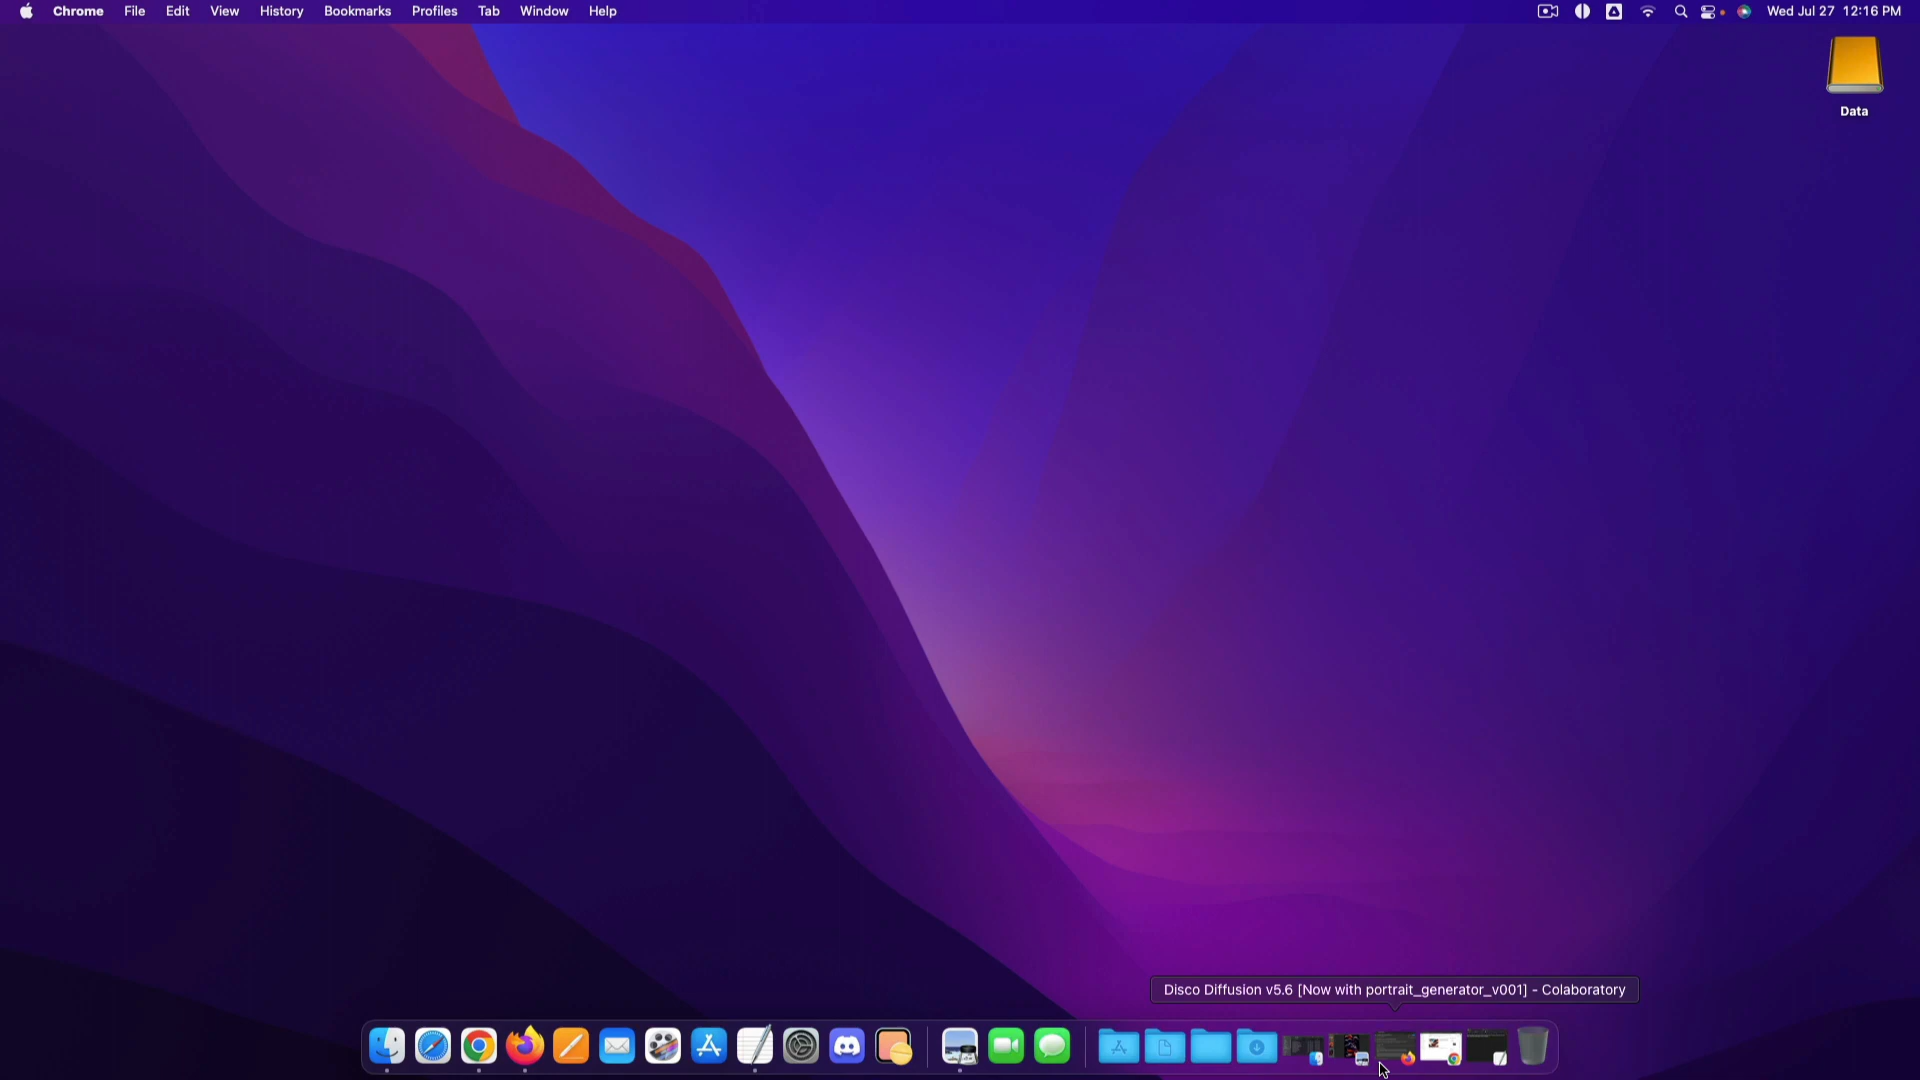 Chrome File Edit View History Bookmarks Profiles Tab Window Help Wed Jul 27 12:16 PM
Data
Disco Diffusion v5.6 [Now with portrait_generator_v001] - Colaboratory